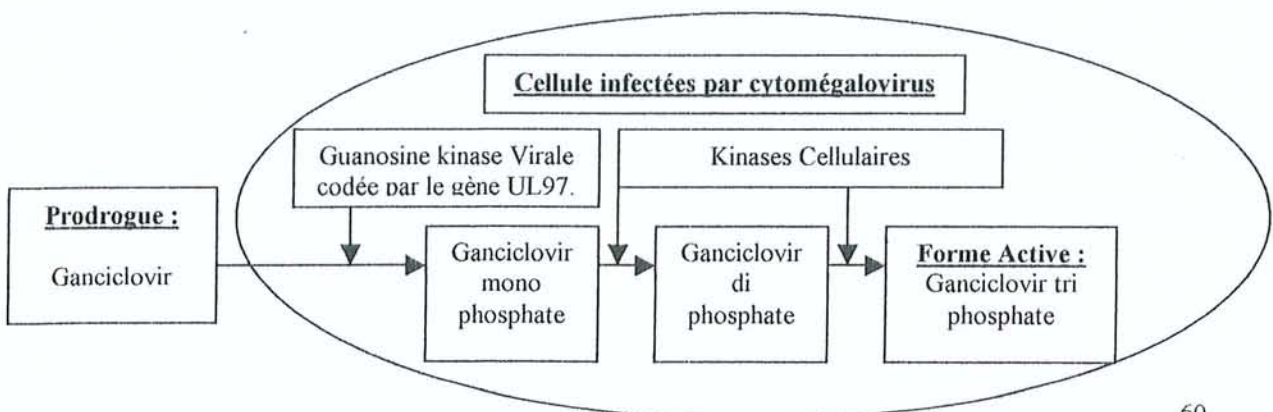 Cellule infectées par cytomégalovirus
Guanosine kinase Virale
codée par le gène UL97.
Kinases Cellulaires
Prodrogue :
Ganciclovir
Ganciclovir
mono
phosphate
Ganciclovir
di
phosphate
Forme Active :
Ganciclovir tri
phosphate
60